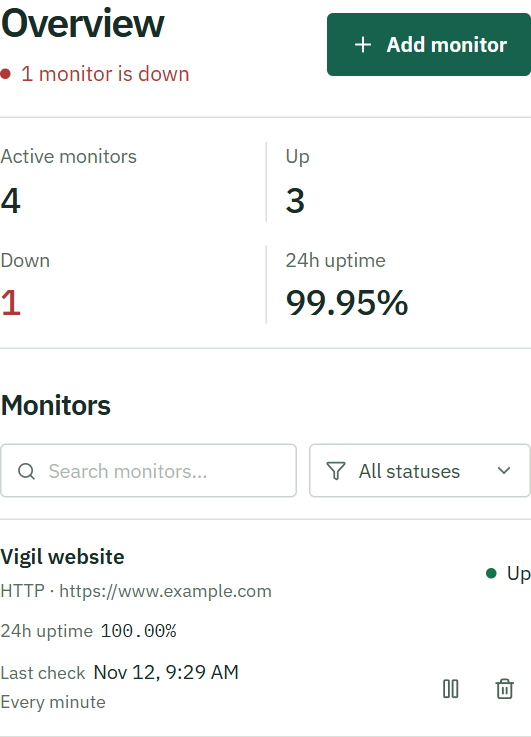 Overview
1 monitor is down
Add monitor
Active monitors
4
Up
3
Down
1
24h uptime
99.95%
Monitors
Search monitors...
All statuses
Vigil website
HTTP · https://www.example.com
Up
24h uptime 100.00%
Last check Nov 12, 9:29 AM
Every minute